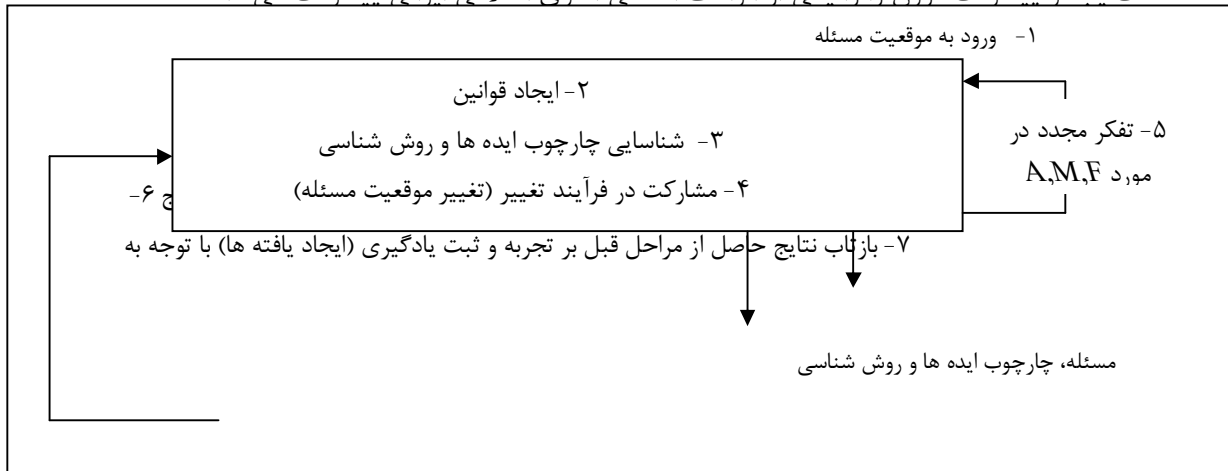 ۱- ورود به موقعیت مسئله
۲- ایجاد قوانین
۳- شناسایی چارچوب ایده ها و روش شناسی
۴- مشارکت در فرآیند تغییر (تغییر موقعیت مسئله)
۵- تفکر مجدد در
مورد A,M,F
۶-
۷- بازتاب نتایج حاصل از مراحل قبل بر تجربه و ثبت یادگیری (ایجاد یافته ها) با توجه به
مسئله، چارچوب ایده ها و روش شناسی